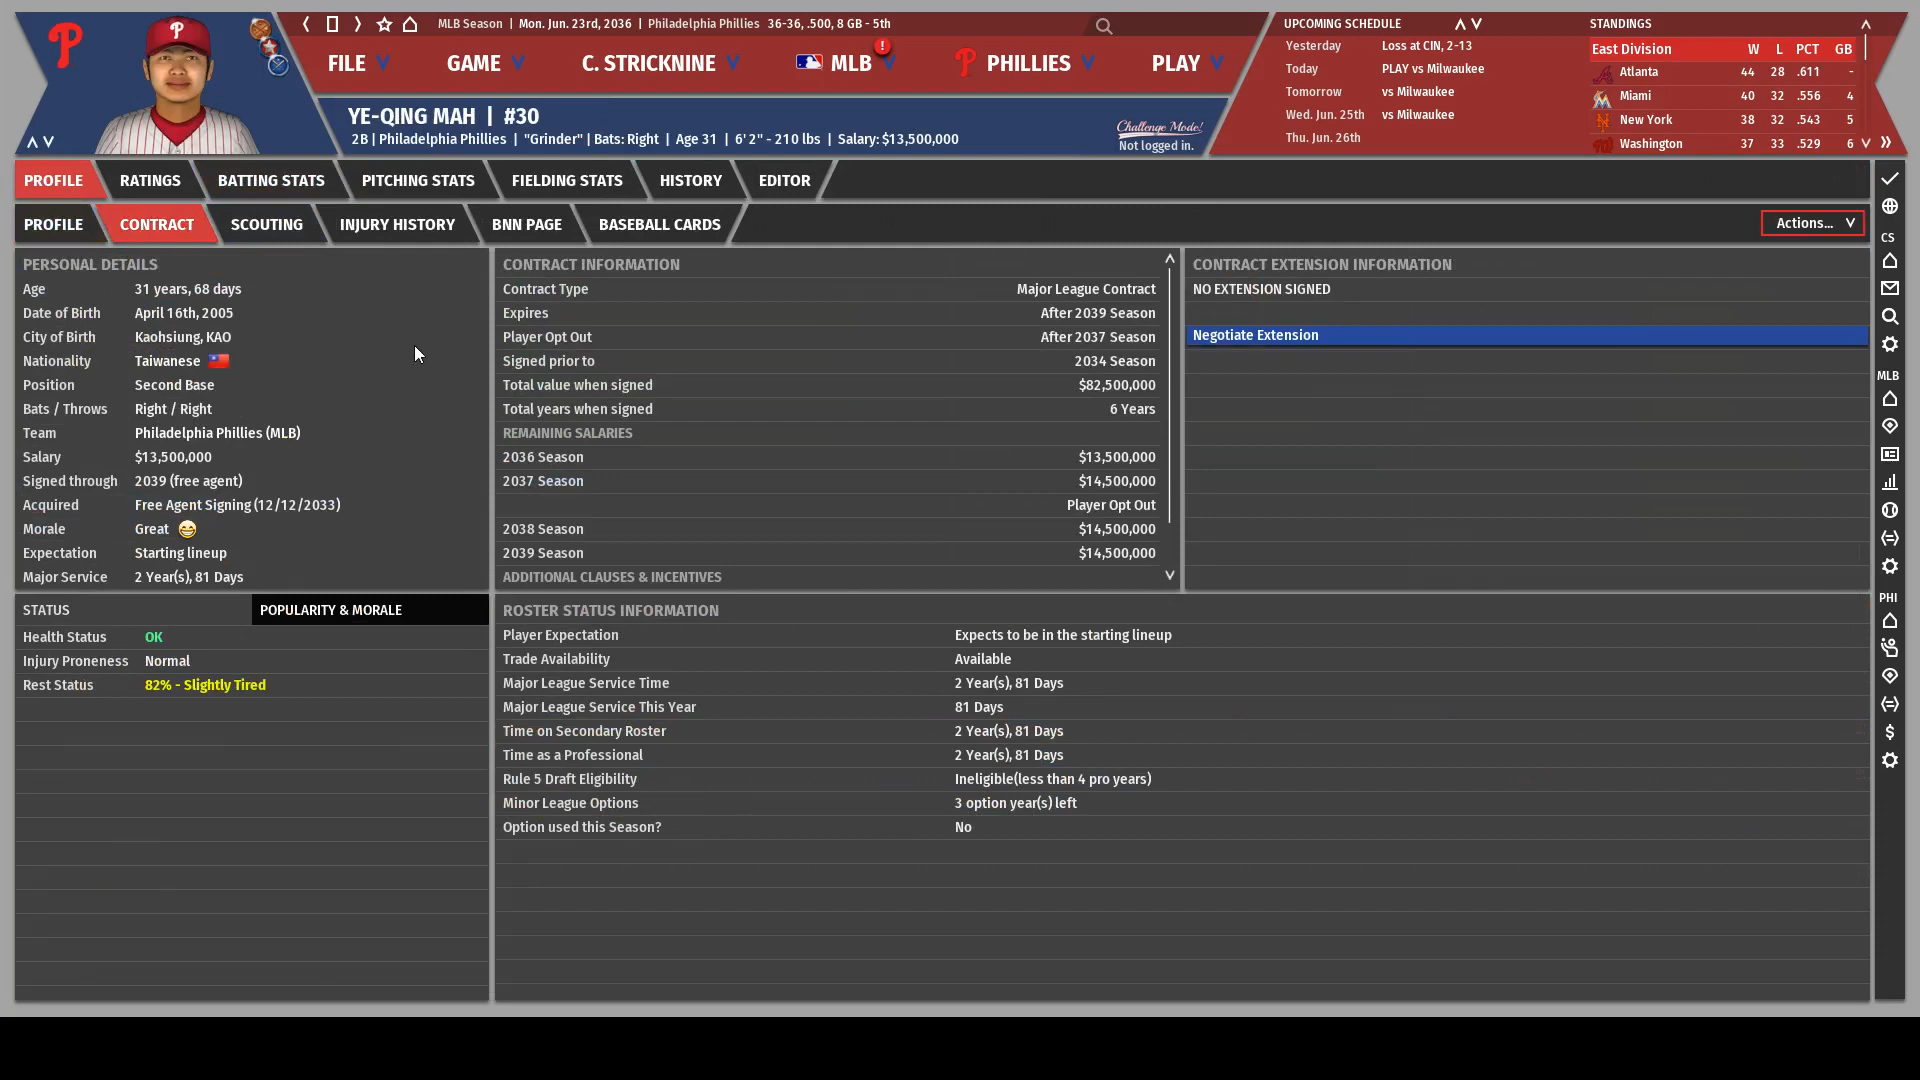 MLB Season | Mon. Jun. 23rd, 2036 | Philadelphia Phillies 36-36, .500, 8 GB - 5th
FILE GAME C. STRICKNINE MLB PHILLIES PLAY
YE-QING MAH | #30
2B | Philadelphia Phillies | "Grinder" | Bats: Right | Age 31 | 6' 2" - 210 lbs | Salary: $13,500,000
Challenge Mode!
Not logged in.
UPCOMING SCHEDULE
Yesterday Loss at CIN, 2-13
Today PLAY vs Milwaukee
Tomorrow vs Milwaukee
Wed. Jun. 25th vs Milwaukee
Thu. Jun. 26th
STANDINGS
East Division W L PCT GB
Atlanta 44 28 .611 -
Miami 40 32 .556 4
New York 38 32 .543 5
Washington 37 33 .529 6
PROFILE RATINGS BATTING STATS PITCHING STATS FIELDING STATS HISTORY EDITOR
PROFILE CONTRACT SCOUTING INJURY HISTORY BNN PAGE BASEBALL CARDS
Actions...
PERSONAL DETAILS
Age 31 years, 68 days
Date of Birth April 16th, 2005
City of Birth Kaohsiung, KAO
Nationality Taiwanese
Position Second Base
Bats / Throws Right / Right
Team Philadelphia Phillies (MLB)
Salary $13,500,000
Signed through 2039 (free agent)
Acquired Free Agent Signing (12/12/2033)
Morale Great
Expectation Starting lineup
Major Service 2 Year(s), 81 Days
CONTRACT INFORMATION
Contract Type Major League Contract
Expires After 2039 Season
Player Opt Out After 2037 Season
Signed prior to 2034 Season
Total value when signed $82,500,000
Total years when signed 6 Years
REMAINING SALARIES
2036 Season $13,500,000
2037 Season $14,500,000
Player Opt Out
2038 Season $14,500,000
2039 Season $14,500,000
ADDITIONAL CLAUSES & INCENTIVES
CONTRACT EXTENSION INFORMATION
NO EXTENSION SIGNED
Negotiate Extension
STATUS POPULARITY & MORALE
Health Status OK
Injury Proneness Normal
Rest Status 82% - Slightly Tired
ROSTER STATUS INFORMATION
Player Expectation Expects to be in the starting lineup
Trade Availability Available
Major League Service Time 2 Year(s), 81 Days
Major League Service This Year 81 Days
Time on Secondary Roster 2 Year(s), 81 Days
Time as a Professional 2 Year(s), 81 Days
Rule 5 Draft Eligibility Ineligible(less than 4 pro years)
Minor League Options 3 option year(s) left
Option used this Season? No
CS
MLB
PHI